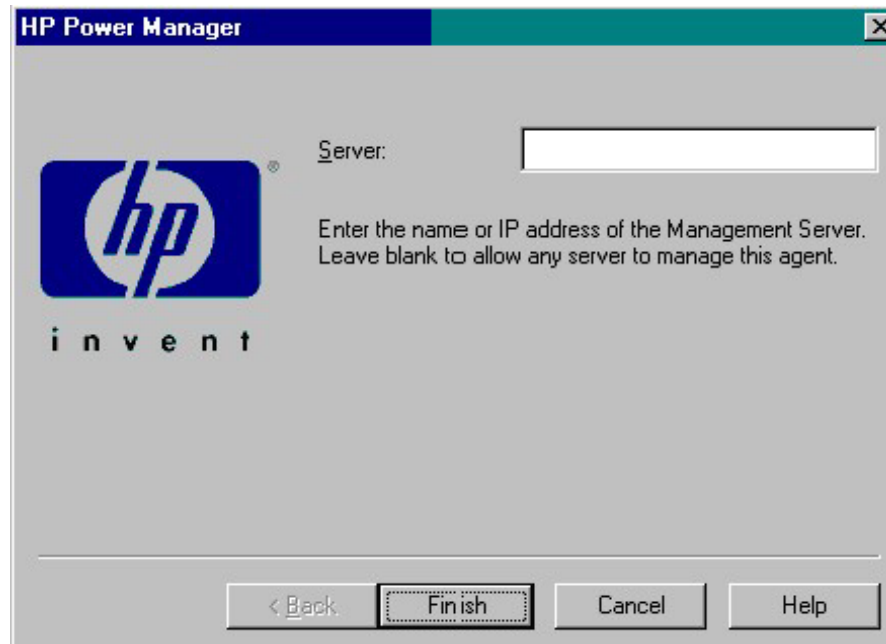 HP Power Manager
Server:
hp
®
Enter the name or IP address of the Management Server.
Leave blank to allow any server to manage this agent.
invent
< Back
Finish
Cancel
Help